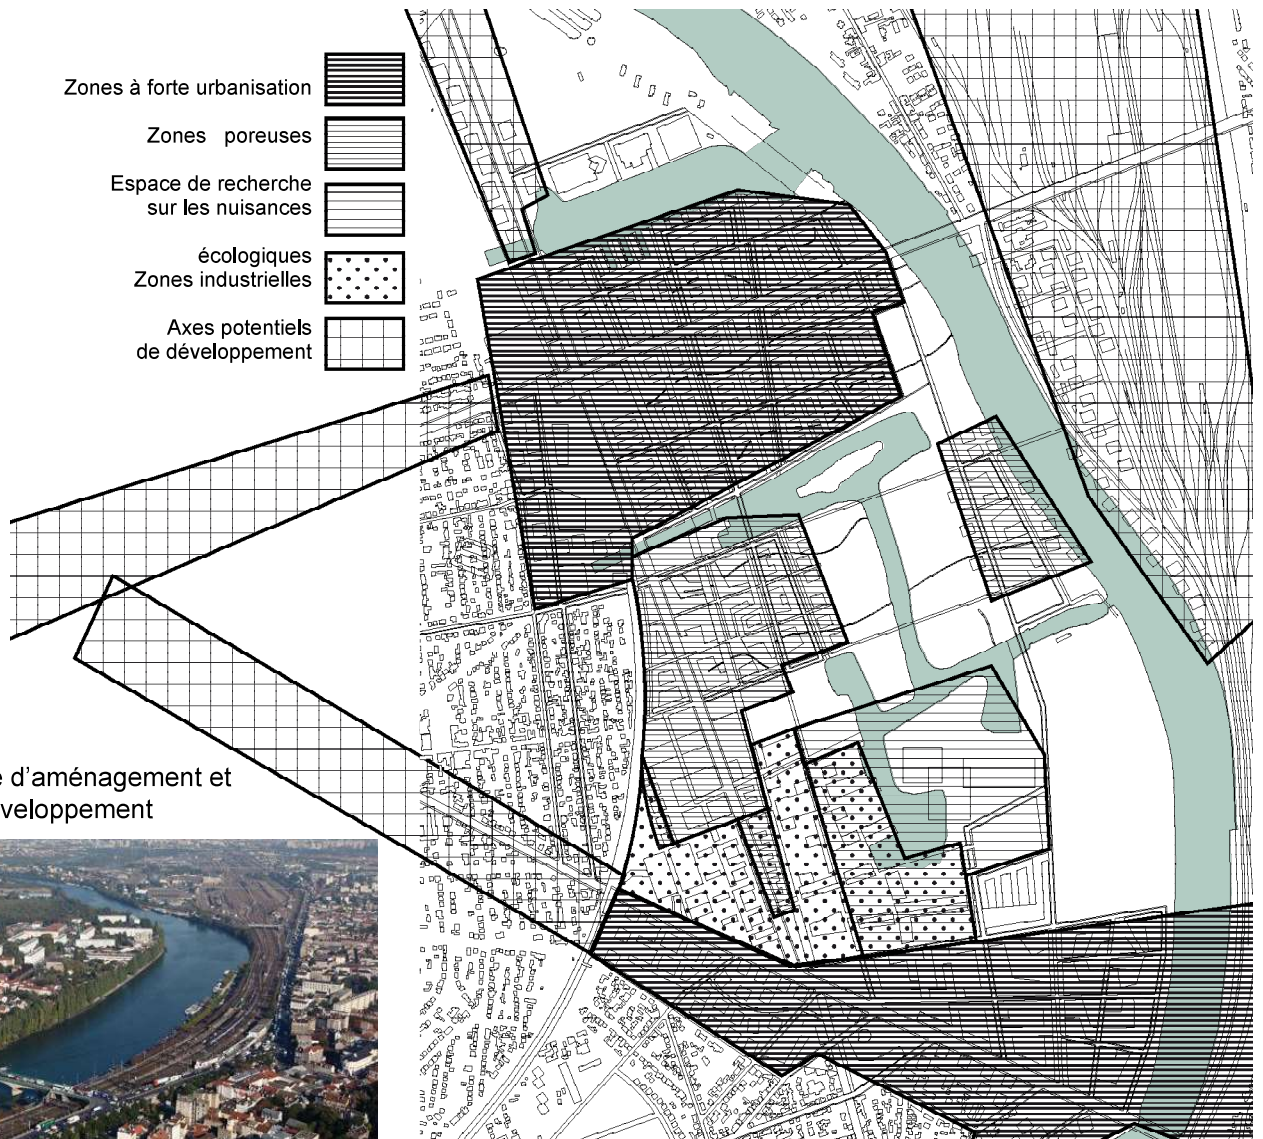 Zones à forte urbanisation
Zones poreuses
Espace de recherche
sur les nuisances
écologiques
Zones industrielles
Axes potentiels
de développement
d'aménagement et